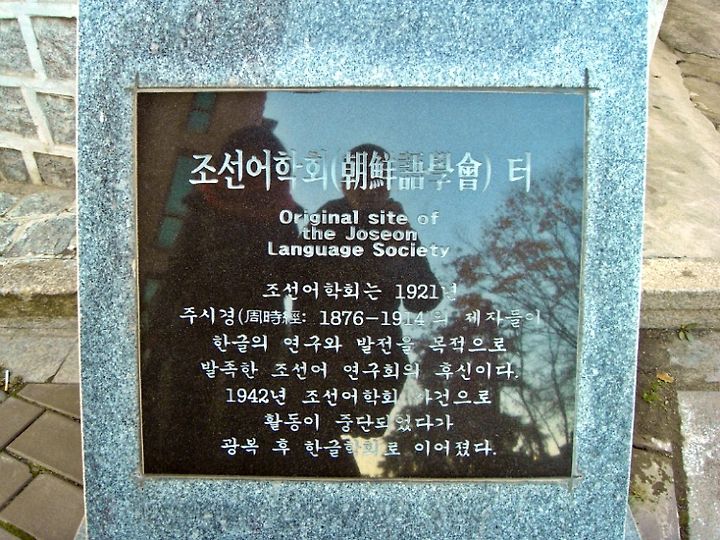 조선어학회(朝鮮語學會) 터
Original site of
the Joseon
Language Society
조선어학회는 1921년
주시경(周時經: 1876-1914)의 제자들이
한글의 연구와 발전을 목적으로
발족한 조선어 연구회의 후신이다.
1942년 조선어학회 사건으로
활동이 중단되었다가
광복 후 한글학회로 이어졌다.